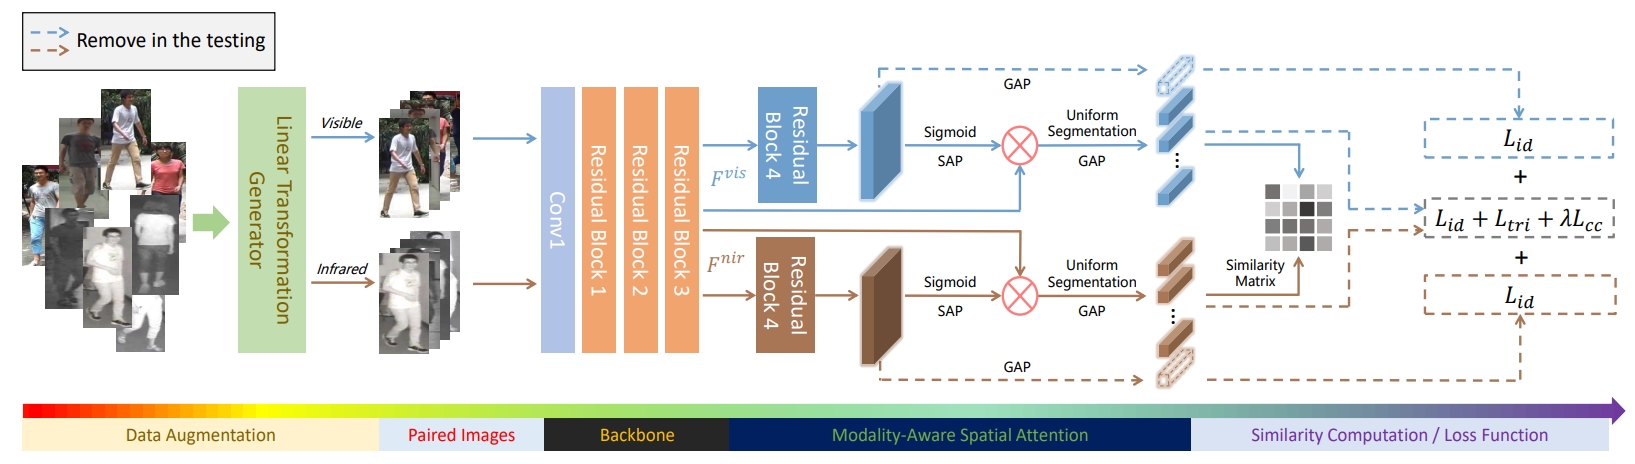 Remove in the testing
Linear Transformation
Generator
Visible
Infrared
Conv1
Residual Block 1
Residual Block 2
Residual Block 3
F^{vis}
F^{nir}
Residual
Block 4
Residual
Block 4
GAP
Sigmoid
SAP
Uniform
Segmentation
GAP
Sigmoid
SAP
Uniform
Segmentation
GAP
GAP
Similarity
Matrix
L_{id}
+
L_{id} + L_{tri} + λL_{cc}
+
L_{id}
Data Augmentation
Paired Images
Backbone
Modality-Aware Spatial Attention
Similarity Computation / Loss Function